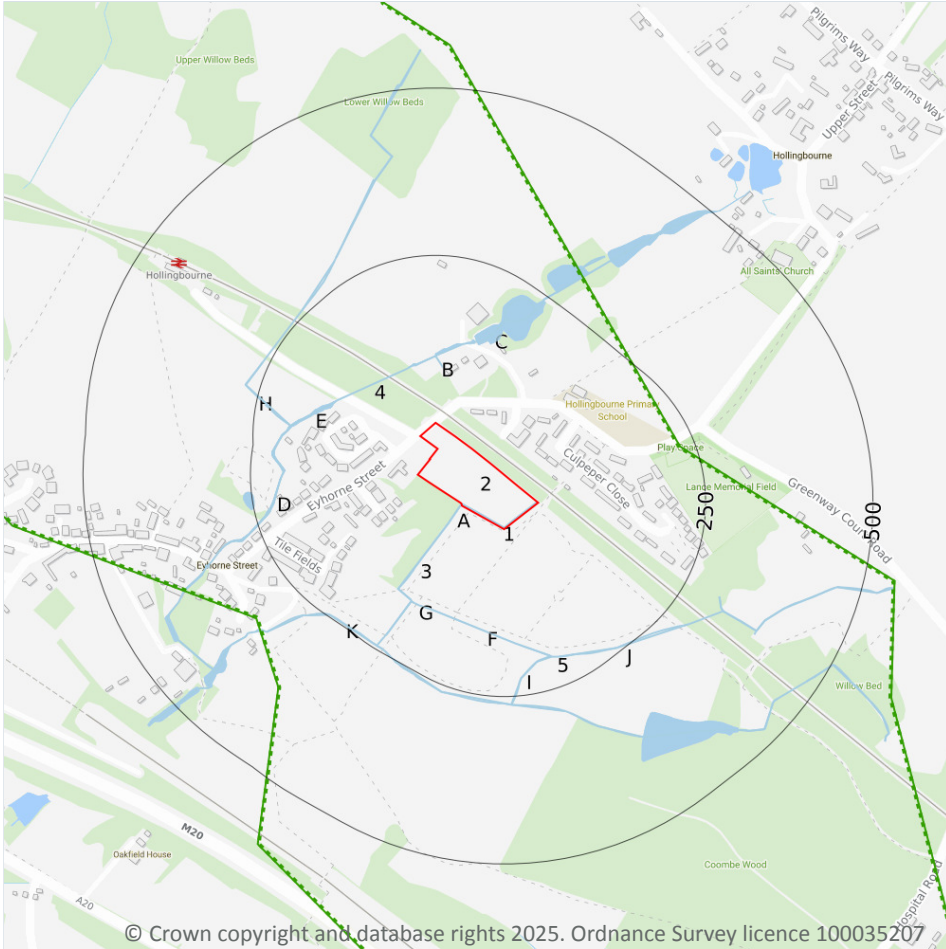 Pilgrims Way
Upper Willow Beds
Pilgrims Way
Upper Street
Lower Willow Beds
Hollingbourne
Hollingbourne
All Saints' Church
C
B
4
H
E
Hollingbourne Primary
School
Play Space
Eyhorne Street
2
Culpeper Close
Lance Memorial Field
Greenway Court Road
D
A
1
250
500
Tile Fields
Eyhorne Street
3
G
K
F
5
J
I
Willow Bed
M20
Oakfield House
Coombe Wood
A20
Hospital Road
© Crown copyright and database rights 2025. Ordnance Survey licence 100035207